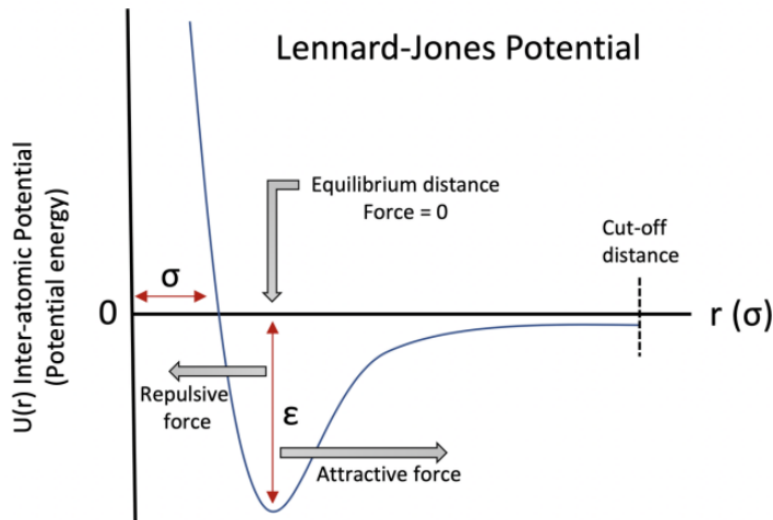 Lennard-Jones Potential
U(r) Inter-atomic Potential
(Potential energy)
Equilibrium distance
Force = 0
Cut-off
distance
σ
0
r (σ)
Repulsive
force
ε
Attractive force